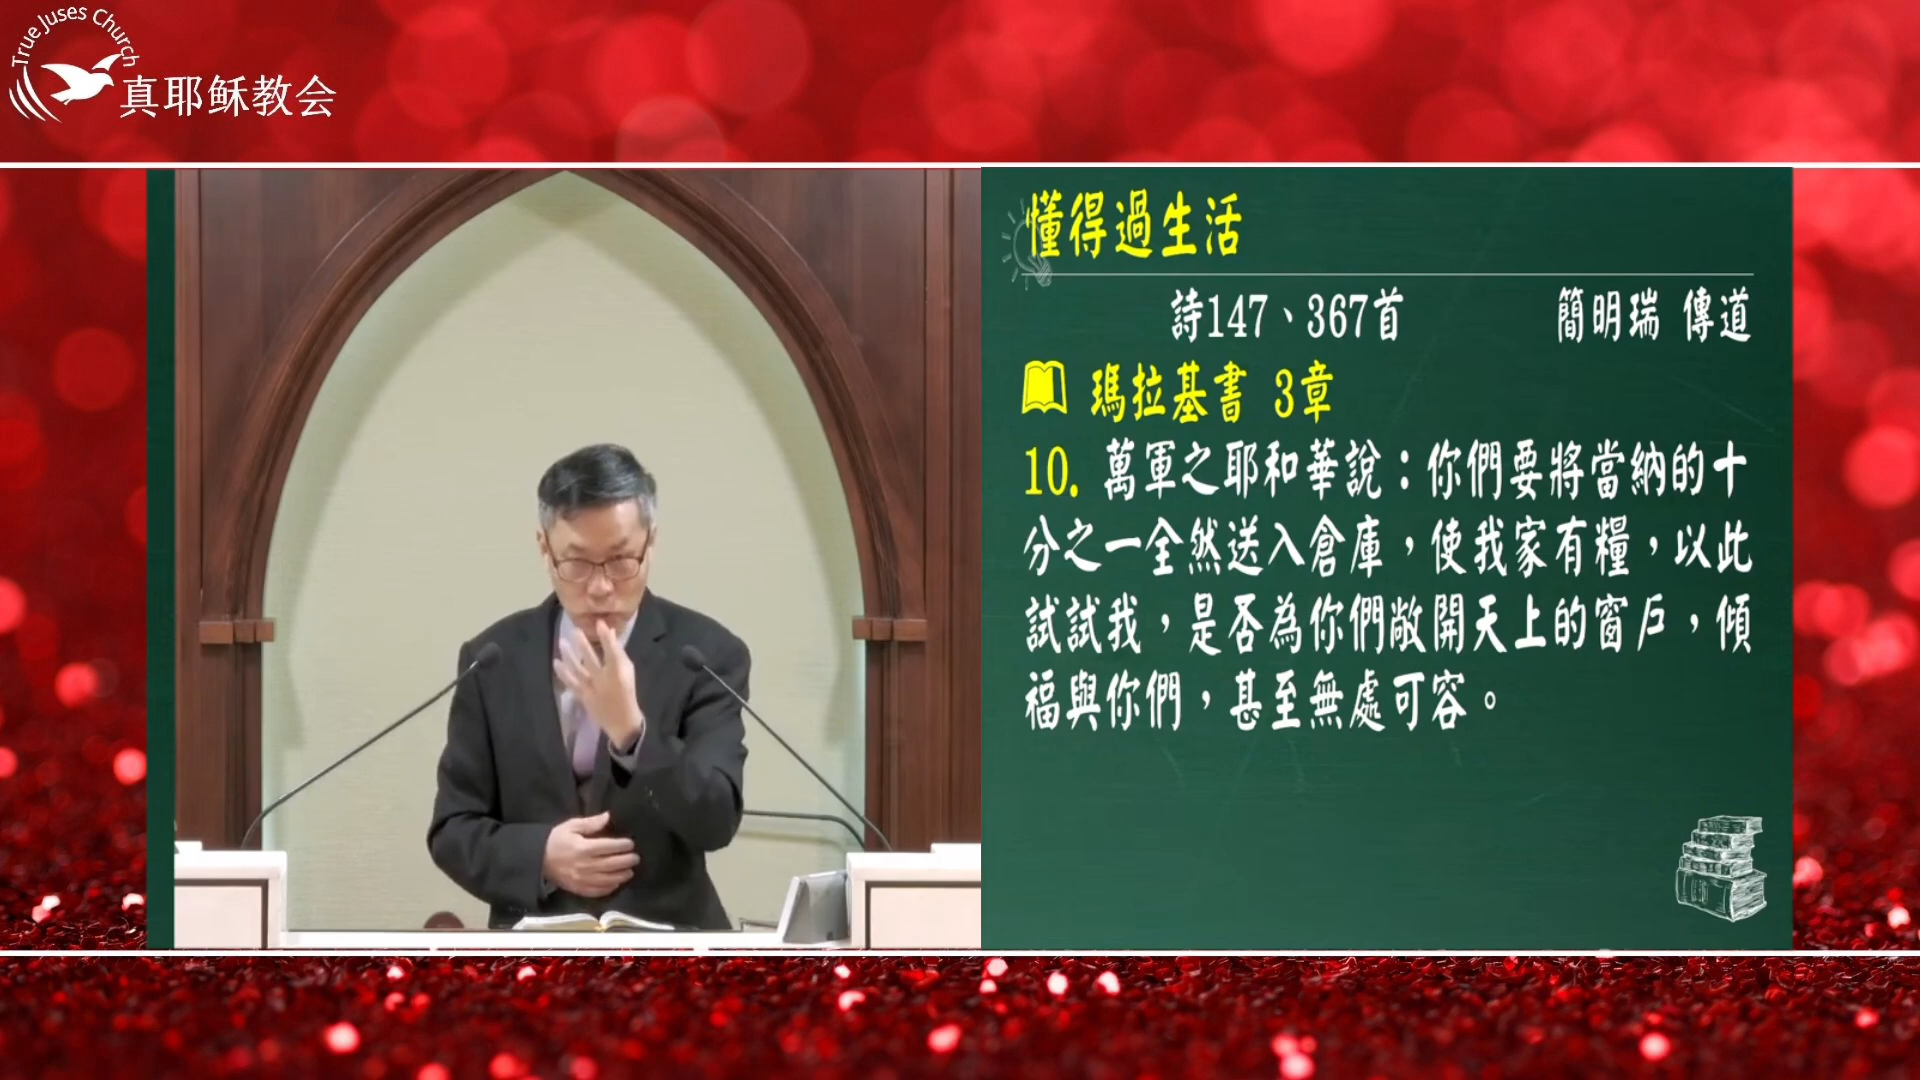 True Juses Church
真耶稣教会
懂得過生活
詩147、367首 簡明瑞 傳道
瑪拉基書 3章
10. 萬軍之耶和華說：你們要將當納的十
分之一全然送入倉庫，使我家有糧，以此
試試我，是否為你們敞開天上的窗戶，傾
福與你們，甚至無處可容。